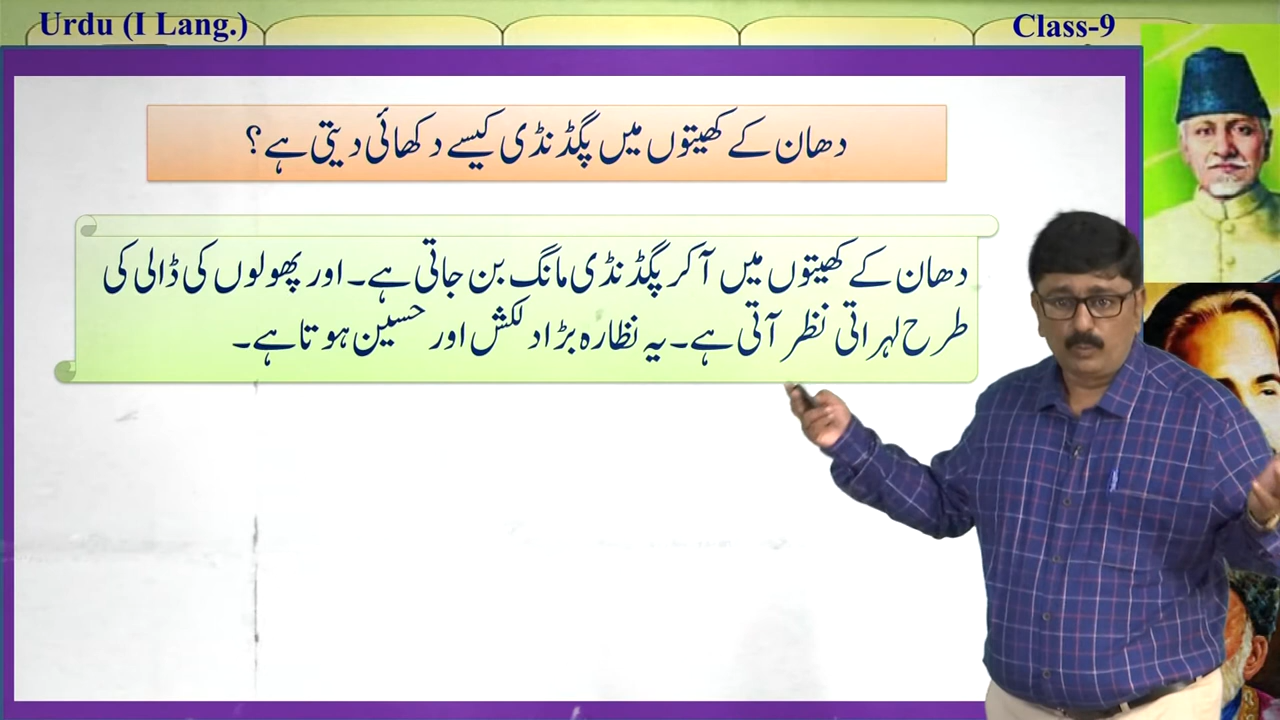 Urdu (I Lang.)
Class-9
دھان کے کھیتوں میں پگڈنڈی کیسے دکھائی دیتی ہے؟
دھان کے کھیتوں میں آکر پگڈنڈی مانگ بن جاتی ہے۔ اور پھولوں کی ڈالی کی
طرح لہراتی نظر آتی ہے۔ یہ نظارہ بڑا دلکش اور حسین ہوتا ہے۔